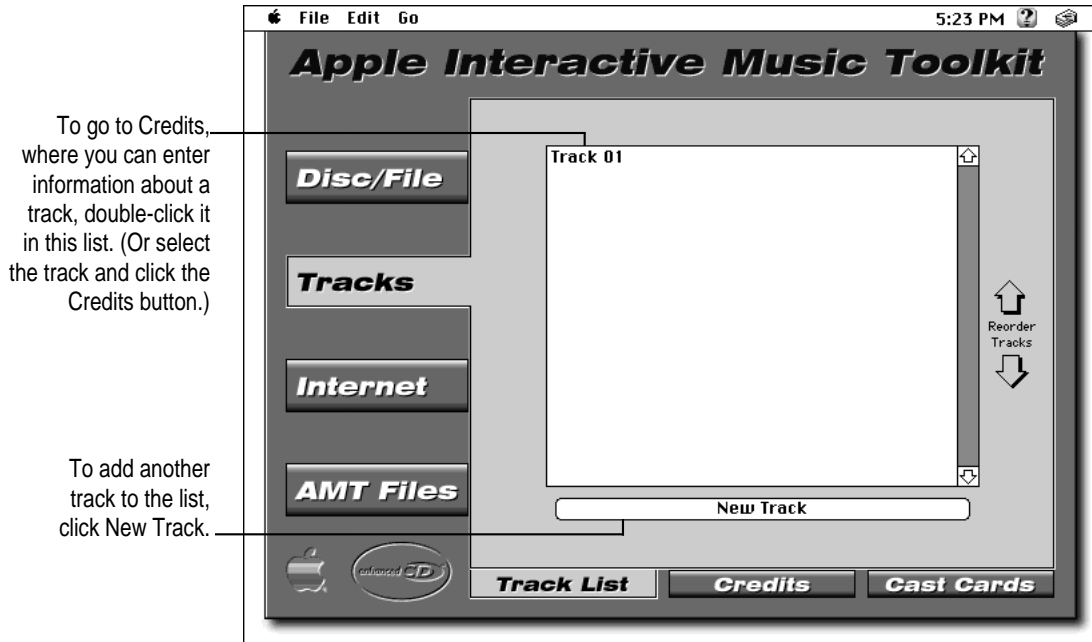 File Edit Go
5:23 PM
Apple Interactive Music Toolkit
To go to Credits,
where you can enter
information about a
track, double-click it
in this list. (Or select
the track and click the
Credits button.)
Track 01
Disc/File
Tracks
Reorder
Tracks
Internet
To add another
track to the list,
click New Track.
AMT Files
New Track
enhanced CD
Track List
Credits
Cast Cards